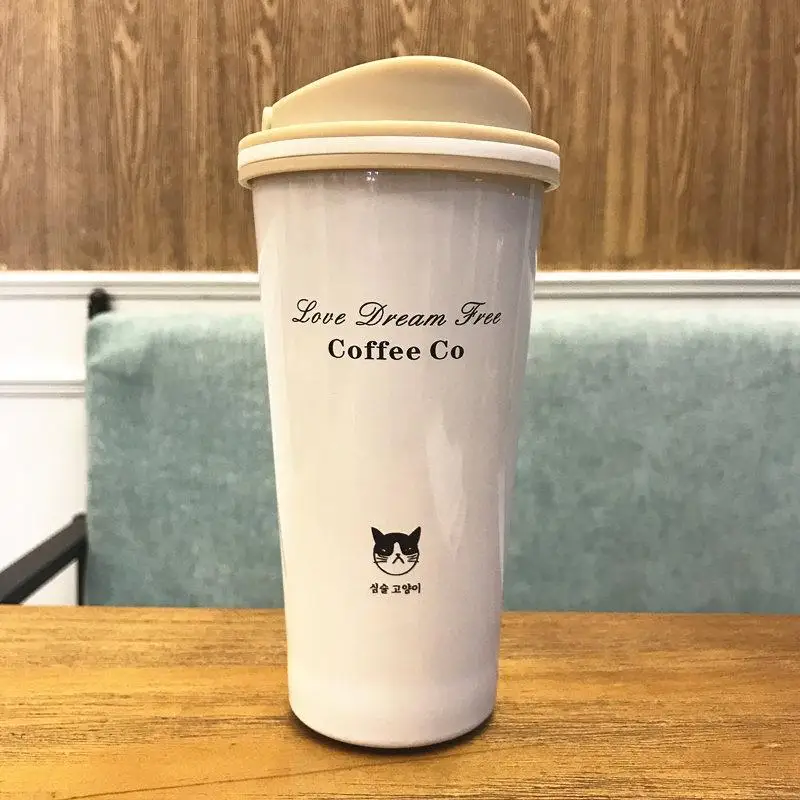 Love Dream Free
Coffee Co
심술 고양이